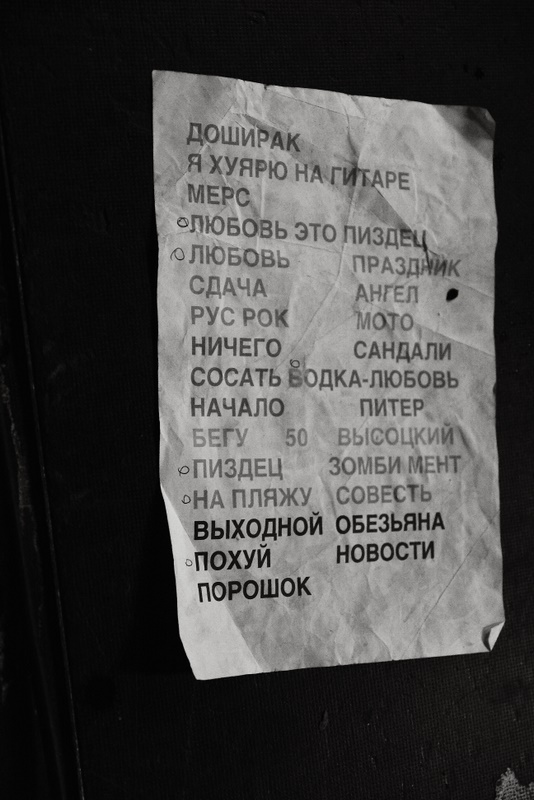 ДОШИРАК
Я ХУЯРЮ НА ГИТАРЕ
МЕРС
ЛЮБОВЬ ЭТО ПИЗДЕЦ
ЛЮБОВЬ ПРАЗДНИК
СДАЧА АНГЕЛ
РУС РОК МОТО
НИЧЕГО САНДАЛИ
СОСАТЬ ВОДКА-ЛЮБОВЬ
НАЧАЛО ПИТЕР
БЕГУ 50 ВЫСОЦКИЙ
ПИЗДЕЦ ЗОМБИ МЕНТ
НА ПЛЯЖУ СОВЕСТЬ
ВЫХОДНОЙ ОБЕЗЬЯНА
ПОХУЙ НОВОСТИ
ПОРОШОК